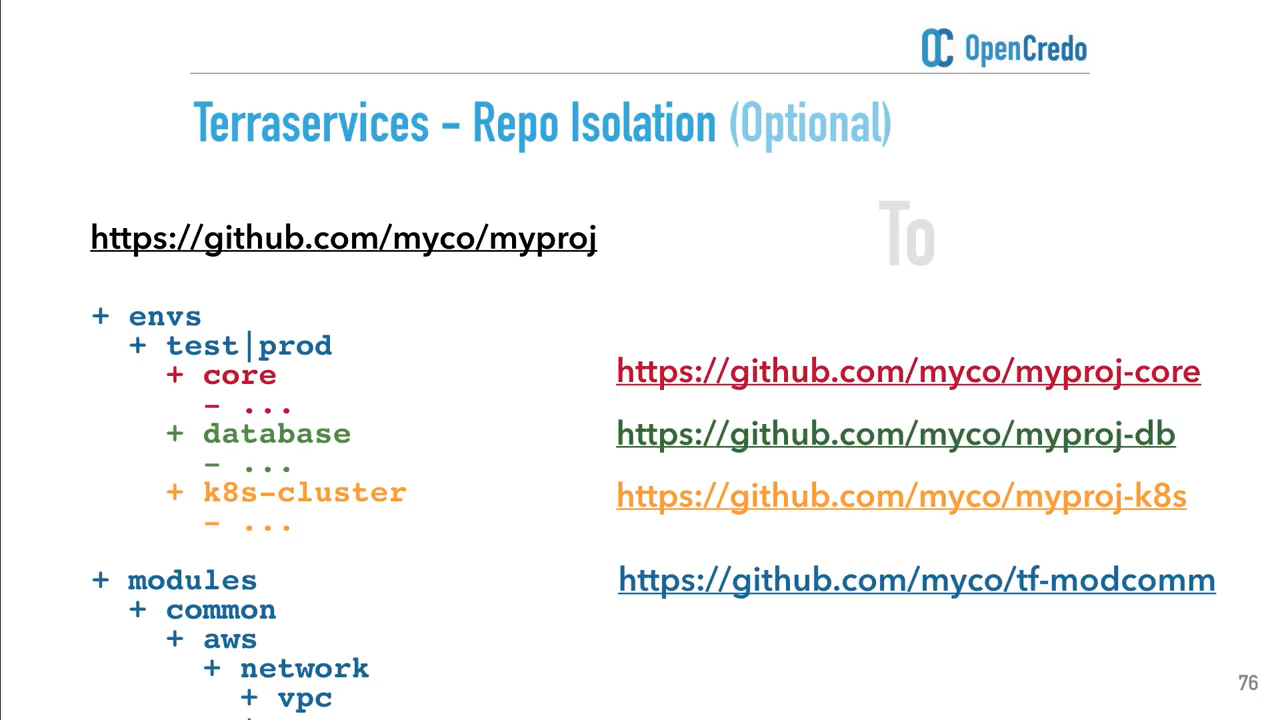 OpenCredo
Terraservices - Repo Isolation (Optional)
https://github.com/myco/myproj
To
+ envs
+ test|prod
+ core
- ...
+ database
- ...
+ k8s-cluster
- ...
+ modules
+ common
+ aws
+ network
+ vpc
https://github.com/myco/myproj-core
https://github.com/myco/myproj-db
https://github.com/myco/myproj-k8s
https://github.com/myco/tf-modcomm
76